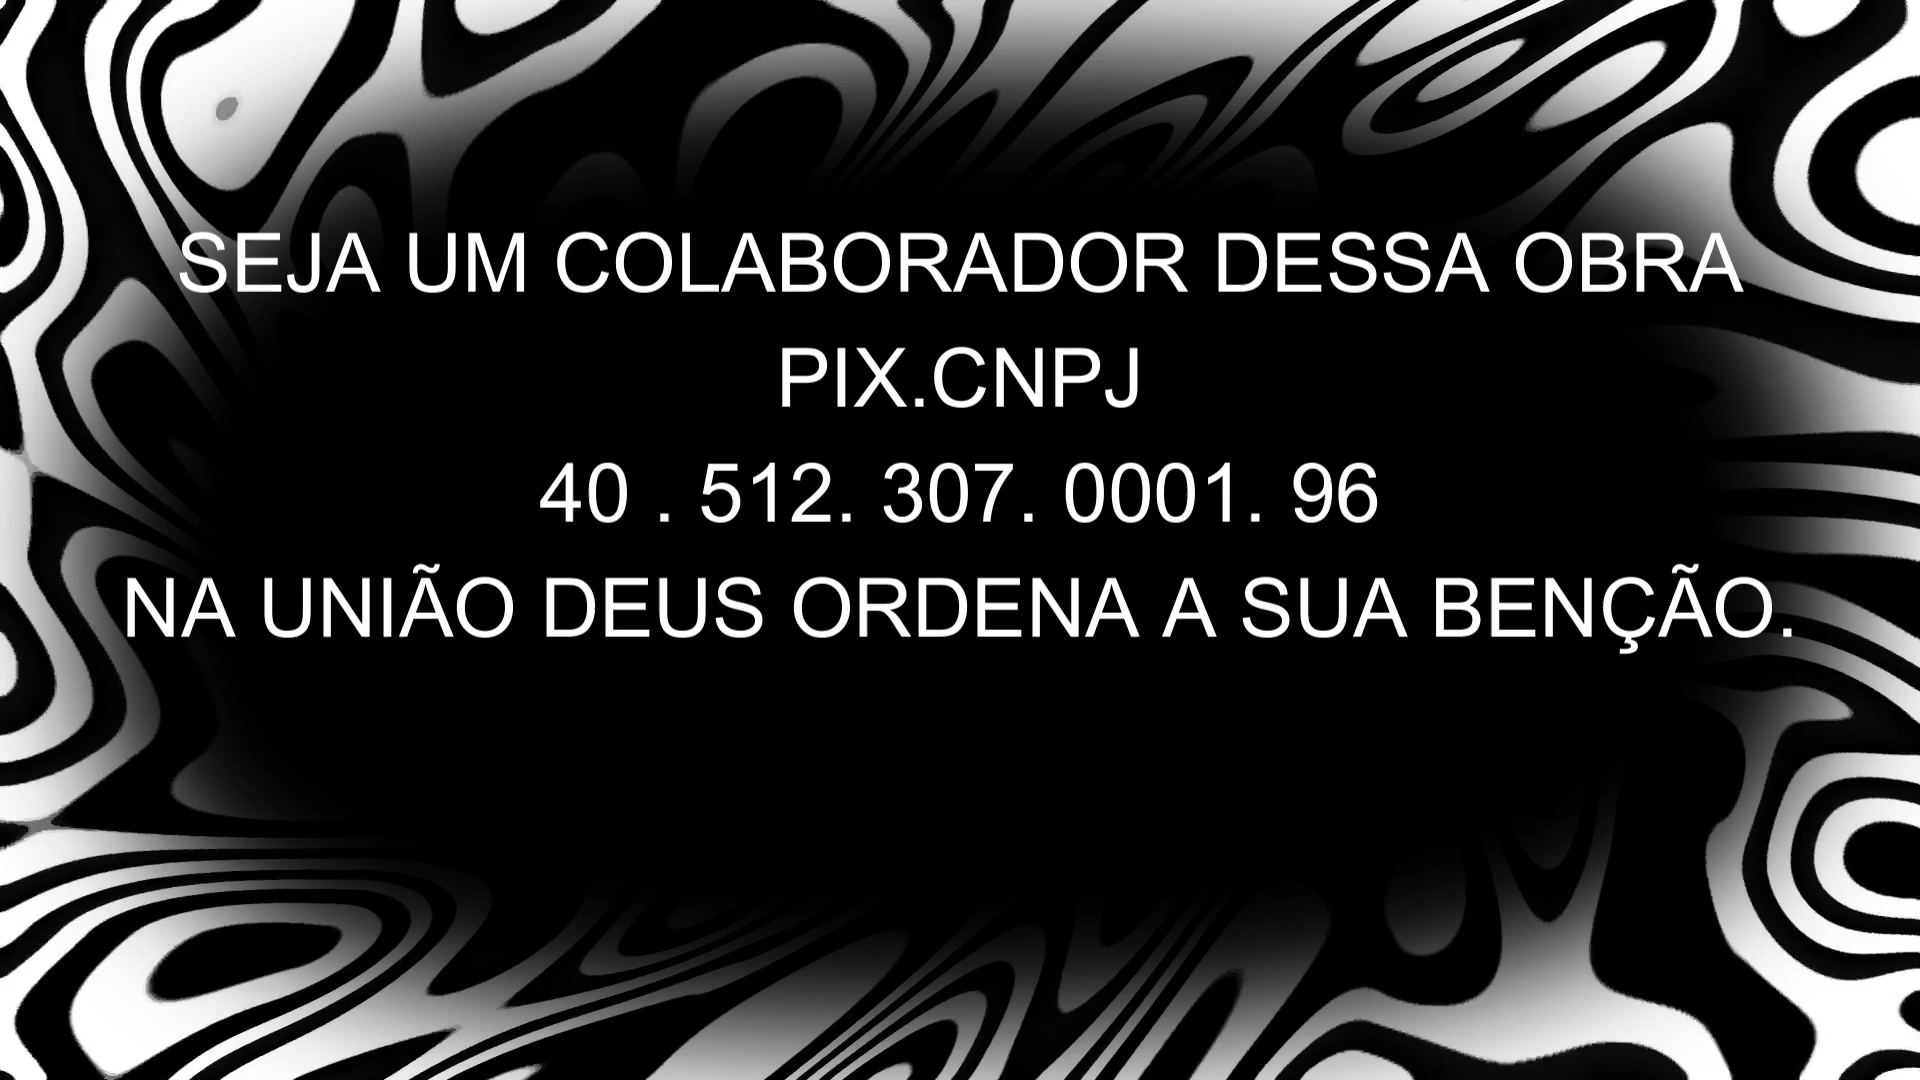 SEJA UM COLABORADOR DESSA OBRA
PIX.CNPJ
40 . 512. 307. 0001. 96
NA UNIÃO DEUS ORDENA A SUA BENÇÃO.